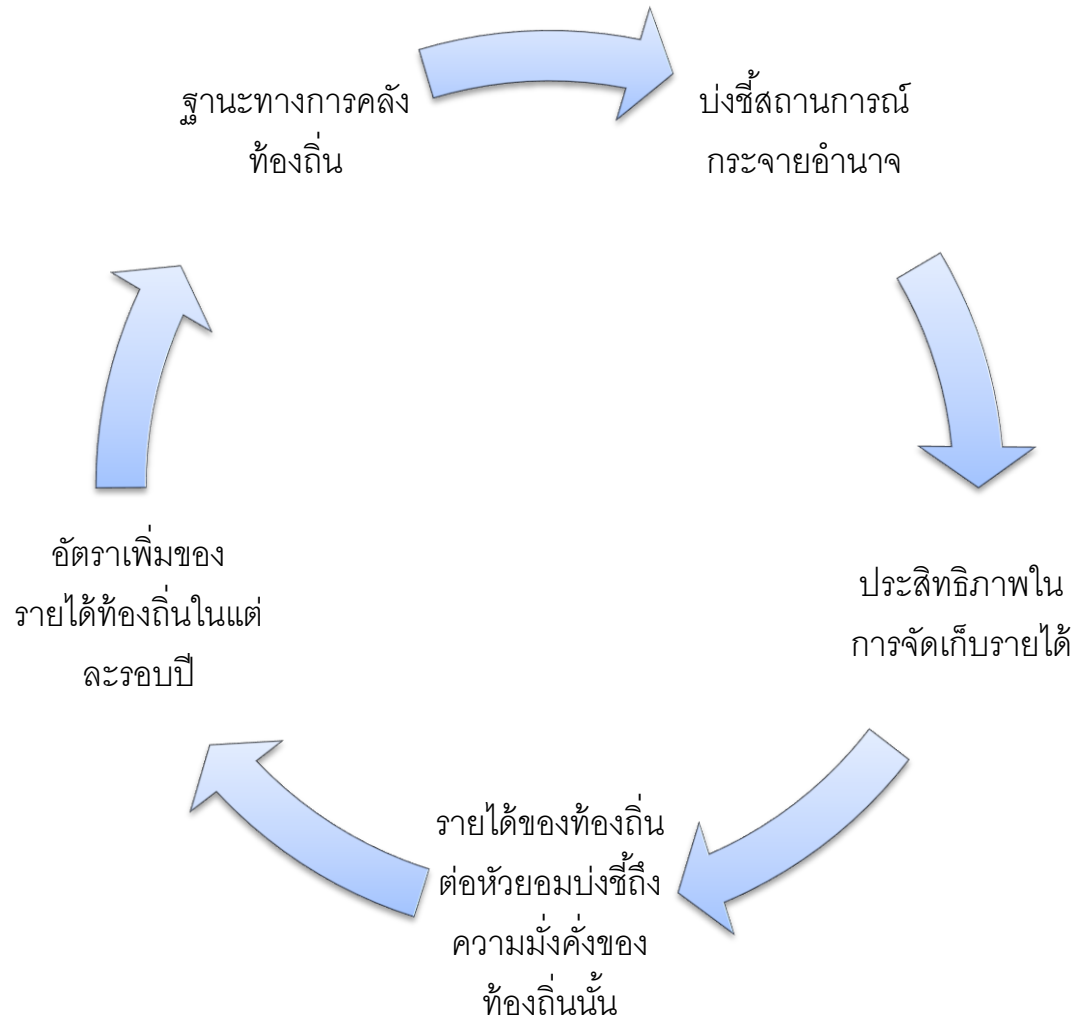 ฐานะทางการคลัง
ท้องถิ่น
บ่งชี้สถานการณ์
กระจายอำนาจ
ประสิทธิภาพใน
การจัดเก็บรายได้
รายได้ของท้องถิ่น
ต่อหัวยอมบ่งชี้ถึง
ความมั่งคั่งของ
ท้องถิ่นนั้น
อัตราเพิ่มของ
รายได้ท้องถิ่นในแต่
ละรอบปี